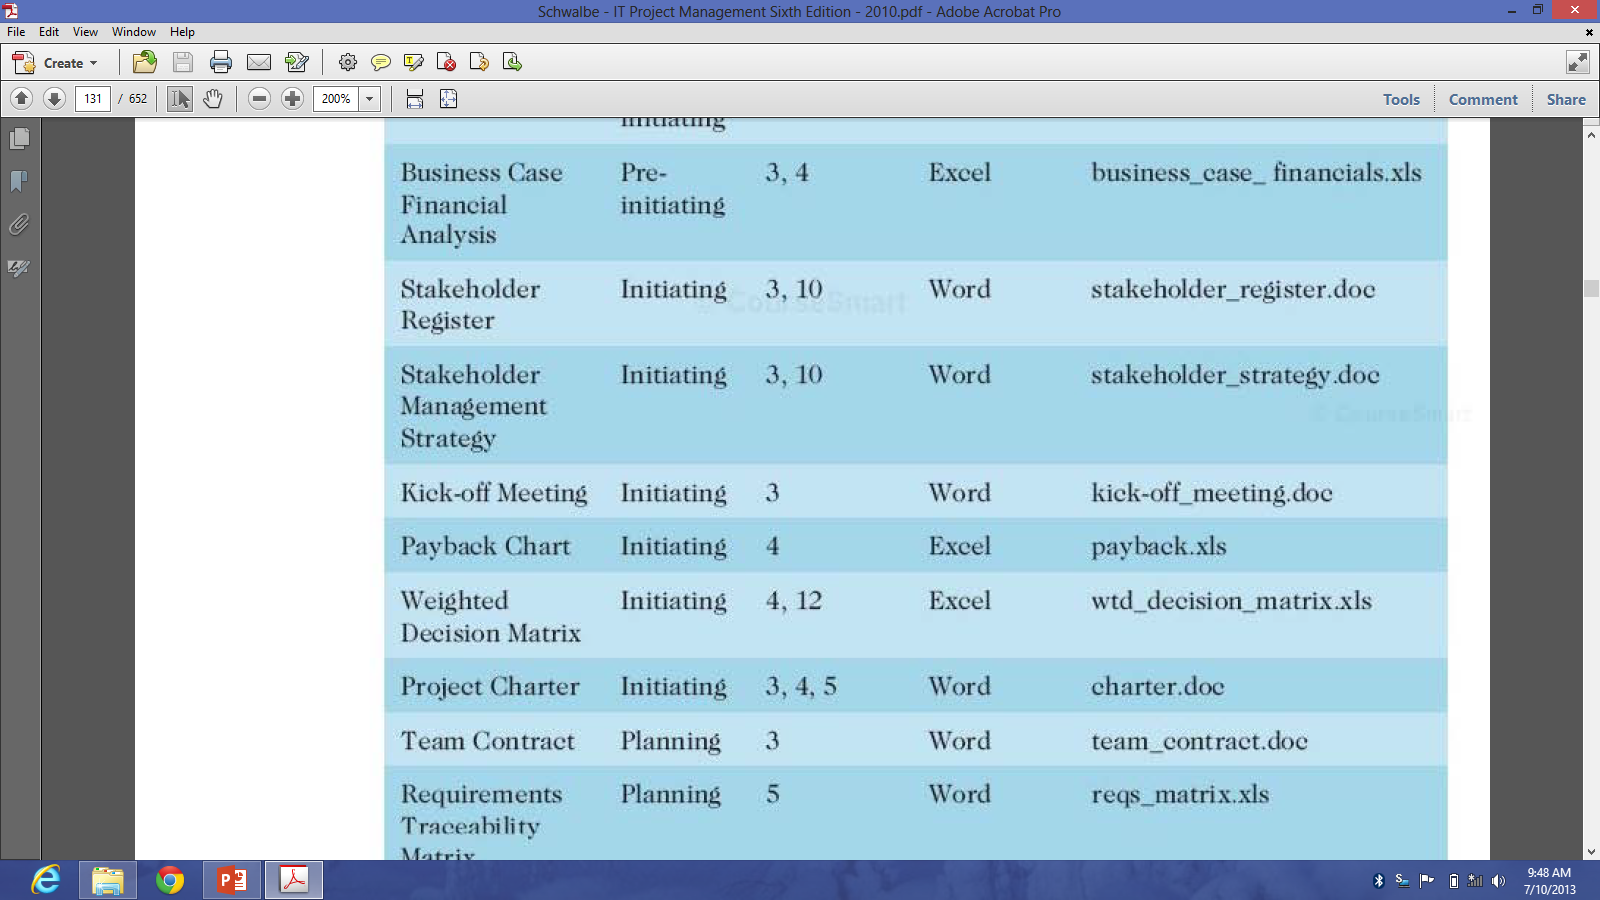 Schwalbe - IT Project Management Sixth Edition - 2010.pdf - Adobe Acrobat Pro
File Edit View Window Help
Create
131 / 652 200% Tools Comment Share
initiating
Business Case Pre- 3, 4 Excel business_case_ financials.xls
Financial initiating
Analysis
Stakeholder Initiating 3, 10 Word stakeholder_register.doc
© CourseSmart
Register
Stakeholder Initiating 3, 10 Word stakeholder_strategy.doc
Management
© CourseSmart
Strategy
Kick-off Meeting Initiating 3 Word kick-off_meeting.doc
Payback Chart Initiating 4 Excel payback.xls
Weighted Initiating 4, 12 Excel wtd_decision_matrix.xls
Decision Matrix
Project Charter Initiating 3, 4, 5 Word charter.doc
Team Contract Planning 3 Word team_contract.doc
Requirements Planning 5 Word reqs_matrix.xls
Traceability
Matrix
9:48 AM
7/10/2013